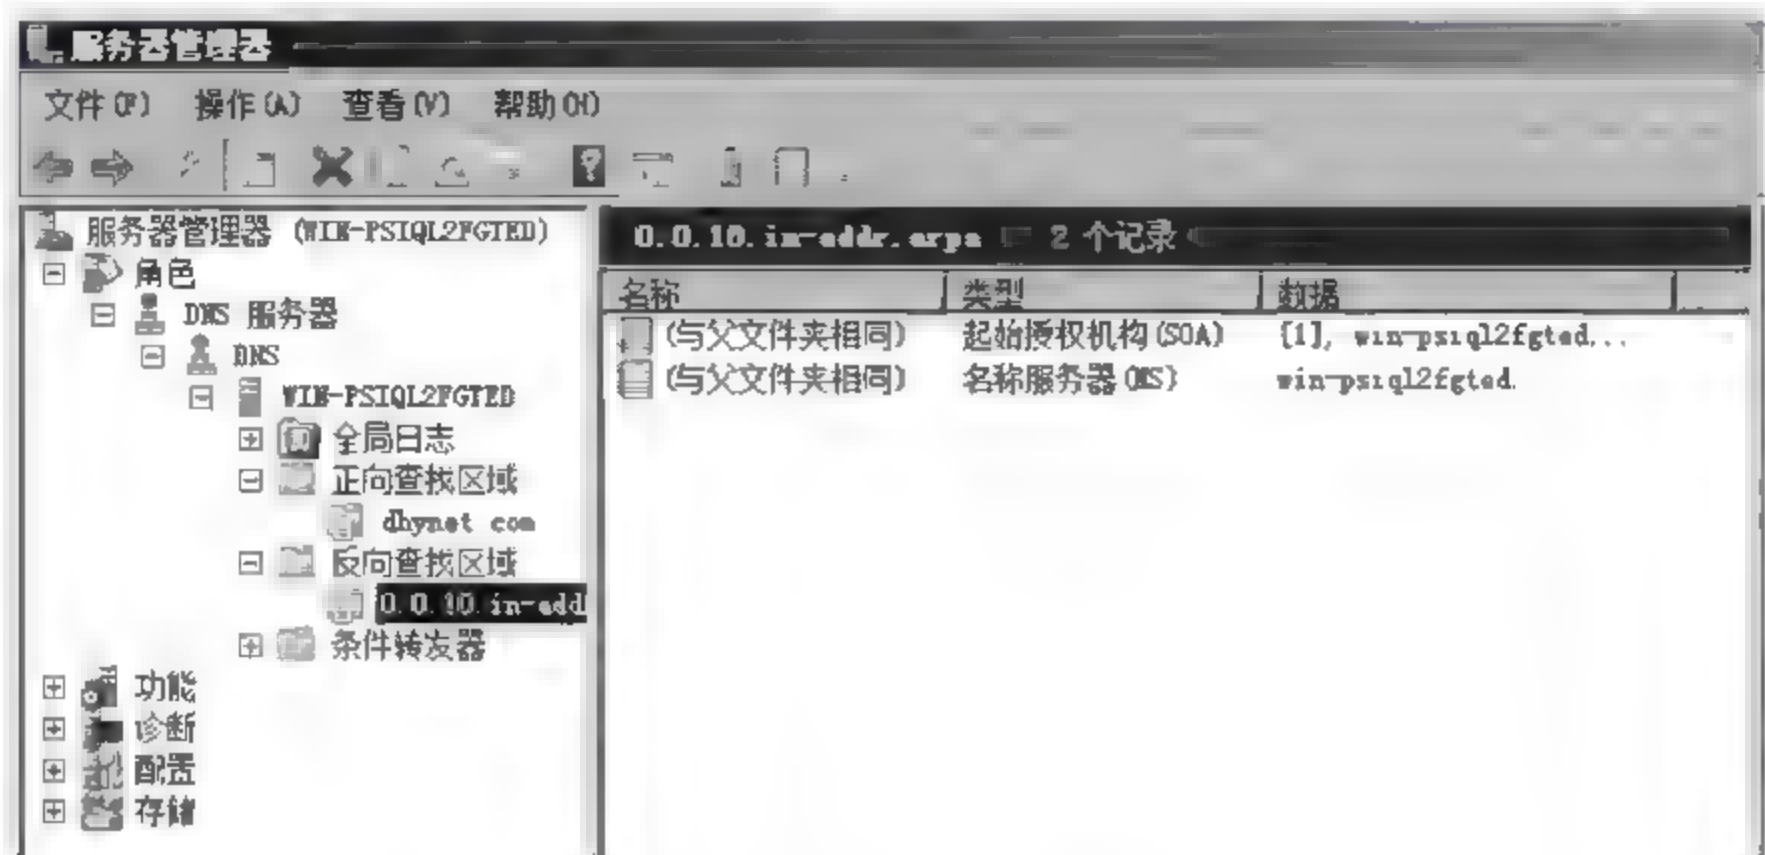 服务器管理器
文件(F) 操作(A) 查看(V) 帮助(H)
服务器管理器 (WIN-PSIQL2FGTED)
角色
DNS 服务器
DNS
WIN-PSIQL2FGTED
全局日志
正向查找区域
dhynet com
反向查找区域
0.0.10.in-add
条件转发器
功能
诊断
配置
存储
0.0.10.in-addr.arpa 2 个记录
名称 类型 数据
(与父文件夹相同) 起始授权机构(SOA) [1], win-psiql2fgted...
(与父文件夹相同) 名称服务器(NS) win-psiql2fgted.